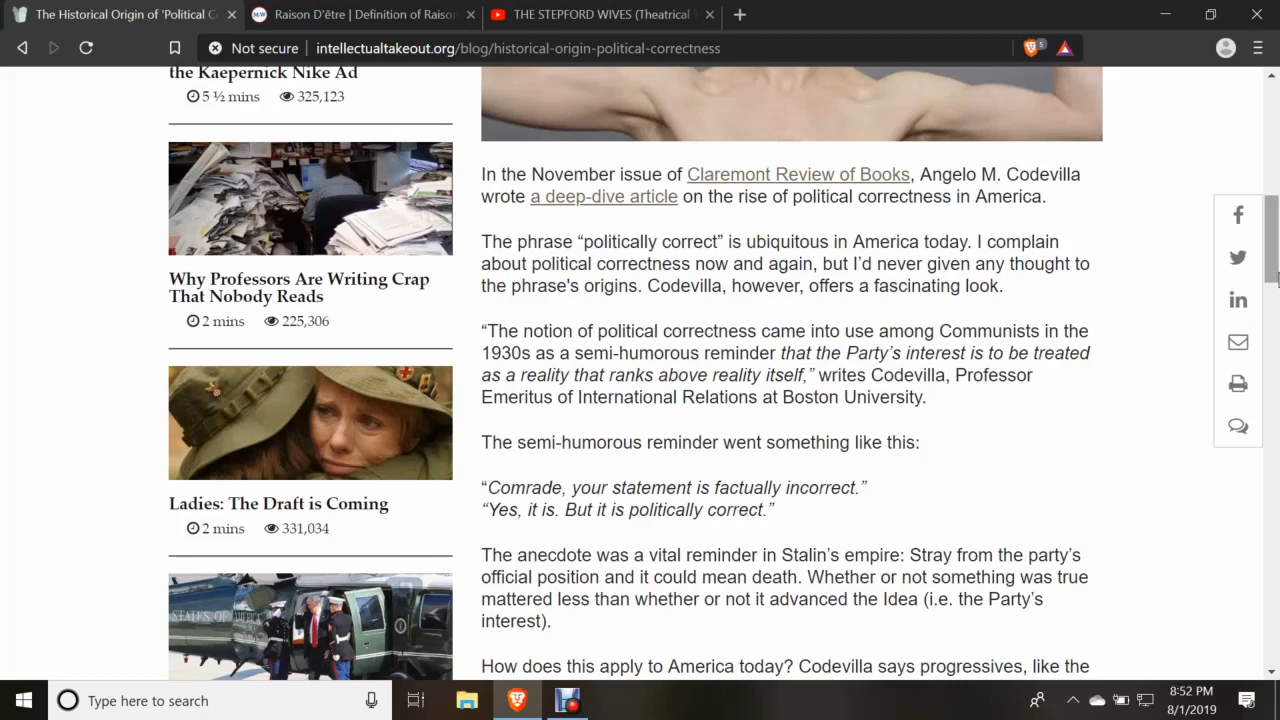 The Historical Origin of 'Political Co
Raison D'être | Definition of Raison
THE STEPFORD WIVES (Theatrical
Not secure
intellectualtakeout.org/blog/historical-origin-political-correctness
5
the Kaepernick Nike Ad
5 ½ mins 325,123
Why Professors Are Writing Crap
That Nobody Reads
2 mins 225,306
Ladies: The Draft is Coming
2 mins 331,034
STATES OF AMERICA
In the November issue of Claremont Review of Books, Angelo M. Codevilla
wrote a deep-dive article on the rise of political correctness in America.
The phrase “politically correct” is ubiquitous in America today. I complain
about political correctness now and again, but I’d never given any thought to
the phrase's origins. Codevilla, however, offers a fascinating look.
“The notion of political correctness came into use among Communists in the
1930s as a semi-humorous reminder that the Party’s interest is to be treated
as a reality that ranks above reality itself,” writes Codevilla, Professor
Emeritus of International Relations at Boston University.
The semi-humorous reminder went something like this:
“Comrade, your statement is factually incorrect.”
“Yes, it is. But it is politically correct.”
The anecdote was a vital reminder in Stalin’s empire: Stray from the party’s
official position and it could mean death. Whether or not something was true
mattered less than whether or not it advanced the Idea (i.e. the Party’s
interest).
How does this apply to America today? Codevilla says progressives, like the
Type here to search
8:52 PM
8/1/2019